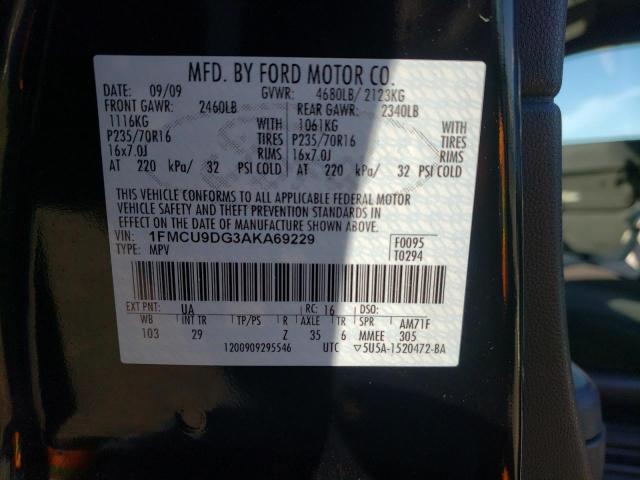 MFD. BY FORD MOTOR CO.
DATE: 09/09 GVWR: 4680LB/ 2123KG
FRONT GAWR: 2460LB REAR GAWR: 2340LB
1116KG WITH 1061KG WITH
P235/70R16 TIRES P235/70R16 TIRES
16x7.0J RIMS 16x7.0J RIMS
AT 220 kPa/ 32 PSI COLD AT 220 kPa/ 32 PSI COLD
THIS VEHICLE CONFORMS TO ALL APPLICABLE FEDERAL MOTOR
VEHICLE SAFETY AND THEFT PREVENTION STANDARDS IN
EFFECT ON THE DATE OF MANUFACTURE SHOWN ABOVE.
VIN: 1FMCU9DG3AKA69229 F0095
TYPE: MPV T0294
EXT PNT: UA RC: 16 DSO:
WB INT TR TP/PS R AXLE TR SPR AM71F
103 29 Z 35 6 MMEE 305
1200909295546 UTC ▽5U5A-1520472-BA